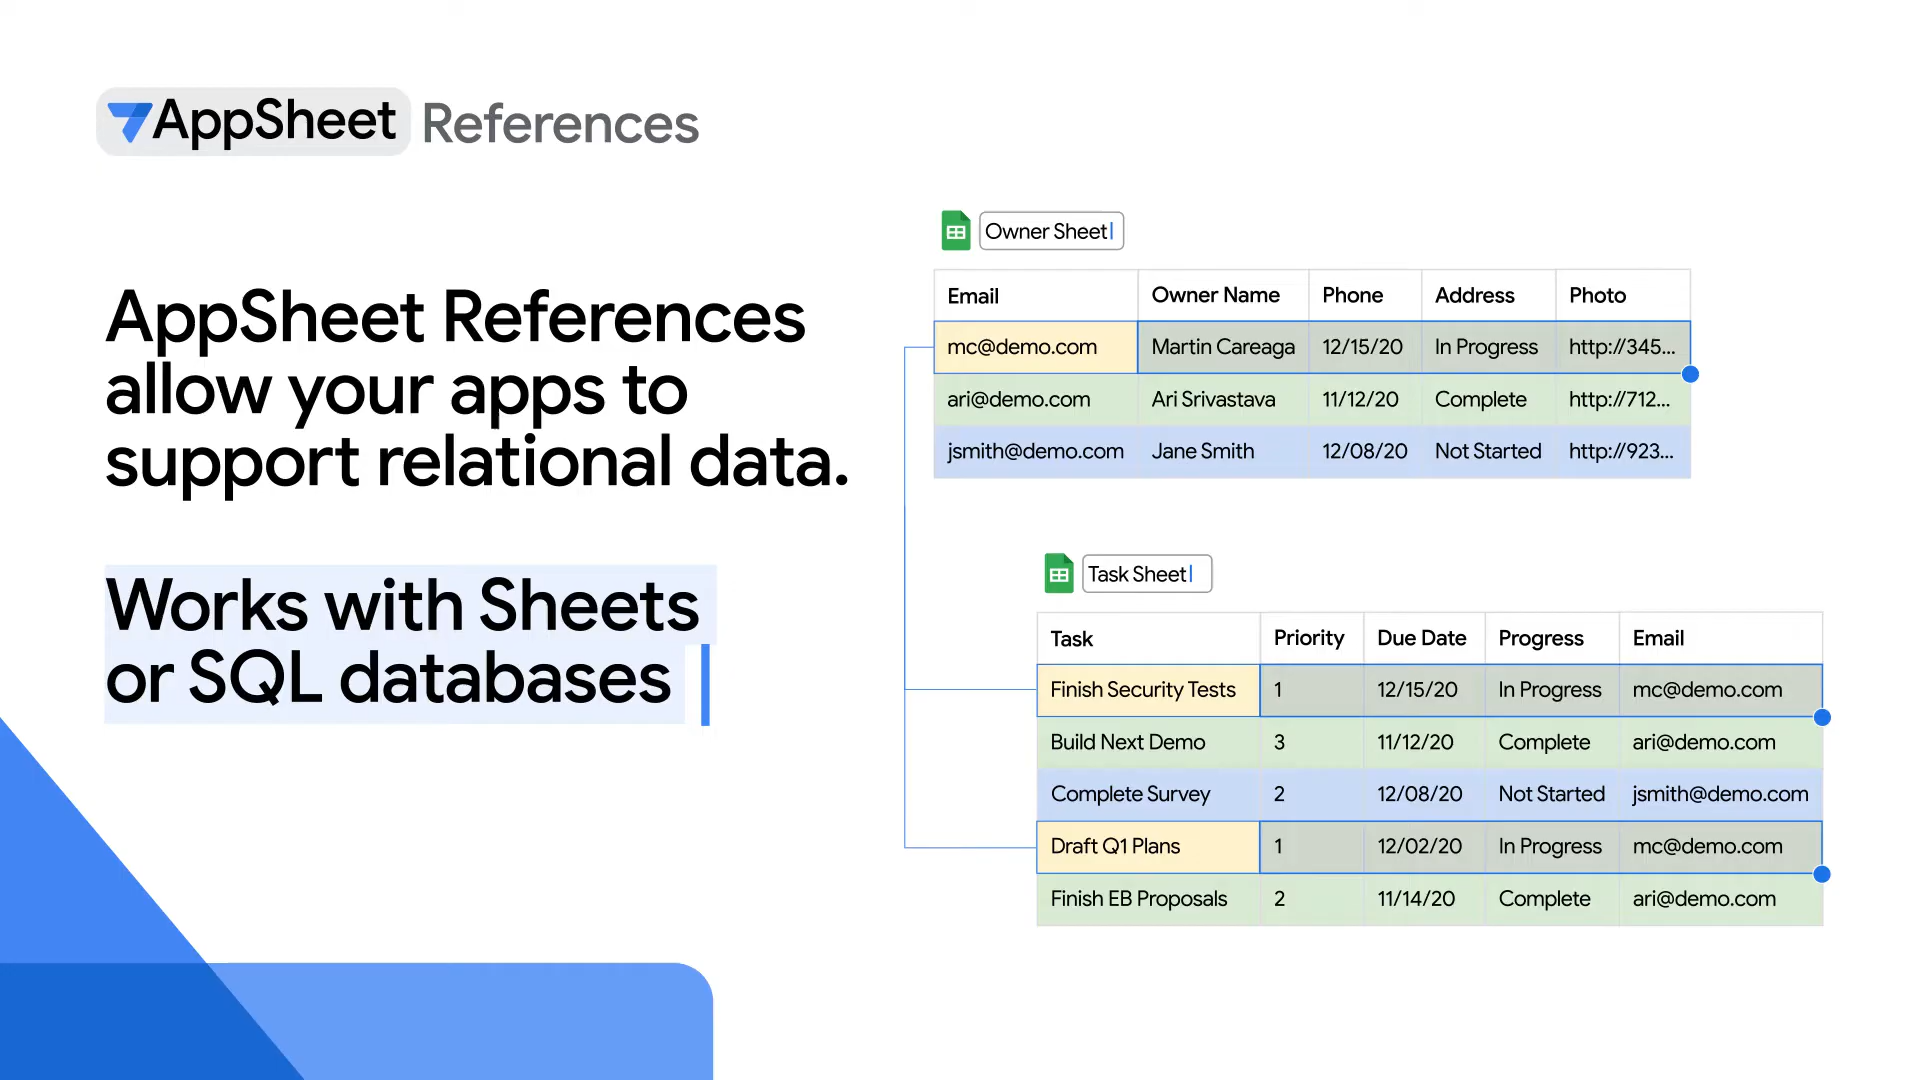 AppSheet References
AppSheet References
allow your apps to
support relational data.
Works with Sheets
or SQL databases
Owner Sheet
Email Owner Name Phone Address Photo
mc@demo.com Martin Careaga 12/15/20 In Progress http://345...
ari@demo.com Ari Srivastava 11/12/20 Complete http://712...
jsmith@demo.com Jane Smith 12/08/20 Not Started http://923...
Task Sheet
Task Priority Due Date Progress Email
Finish Security Tests 1 12/15/20 In Progress mc@demo.com
Build Next Demo 3 11/12/20 Complete ari@demo.com
Complete Survey 2 12/08/20 Not Started jsmith@demo.com
Draft Q1 Plans 1 12/02/20 In Progress mc@demo.com
Finish EB Proposals 2 11/14/20 Complete ari@demo.com